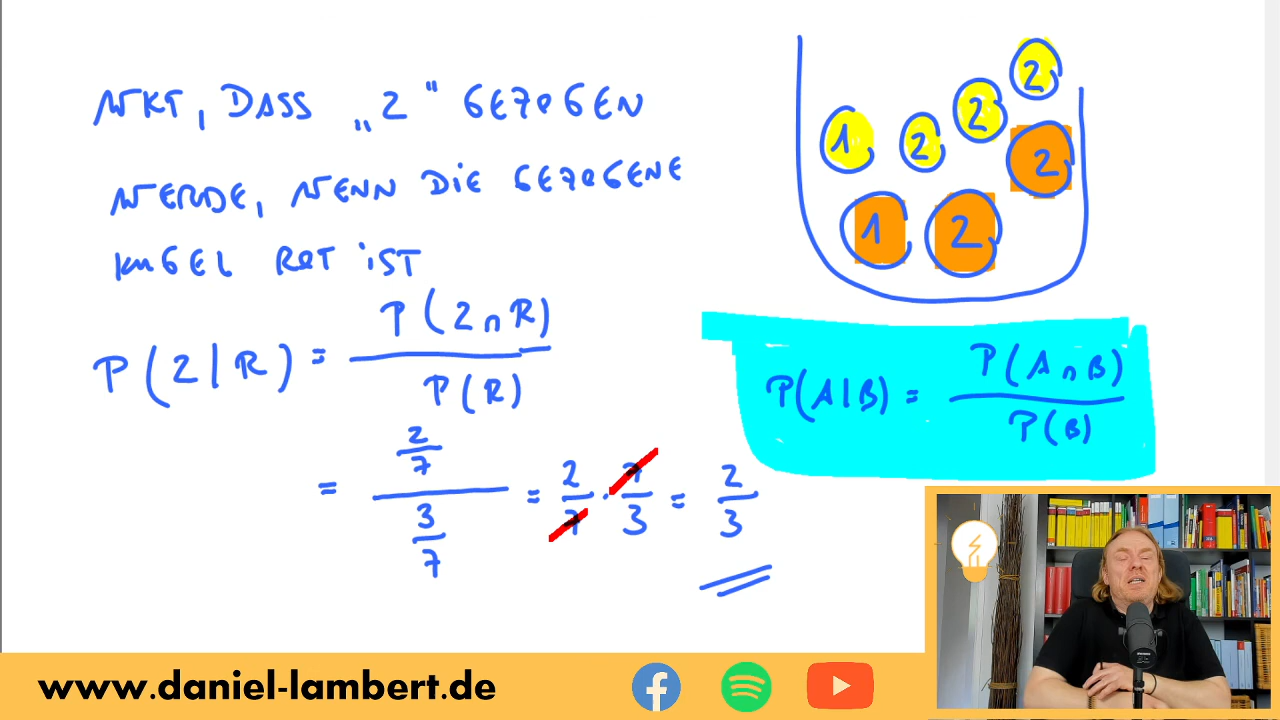 WKT, DASS „2“ GEZOGEN
WERDE, WENN DIE GEZOGENE
KUGEL ROT IST
P(2|R) = P(2∩R) / P(R)
= 2/7 / 3/7 = 2/7 · 7/3 = 2/3
2
2
1
2
2
1
2
P(A|B) = P(A∩B) / P(B)
www.daniel-lambert.de